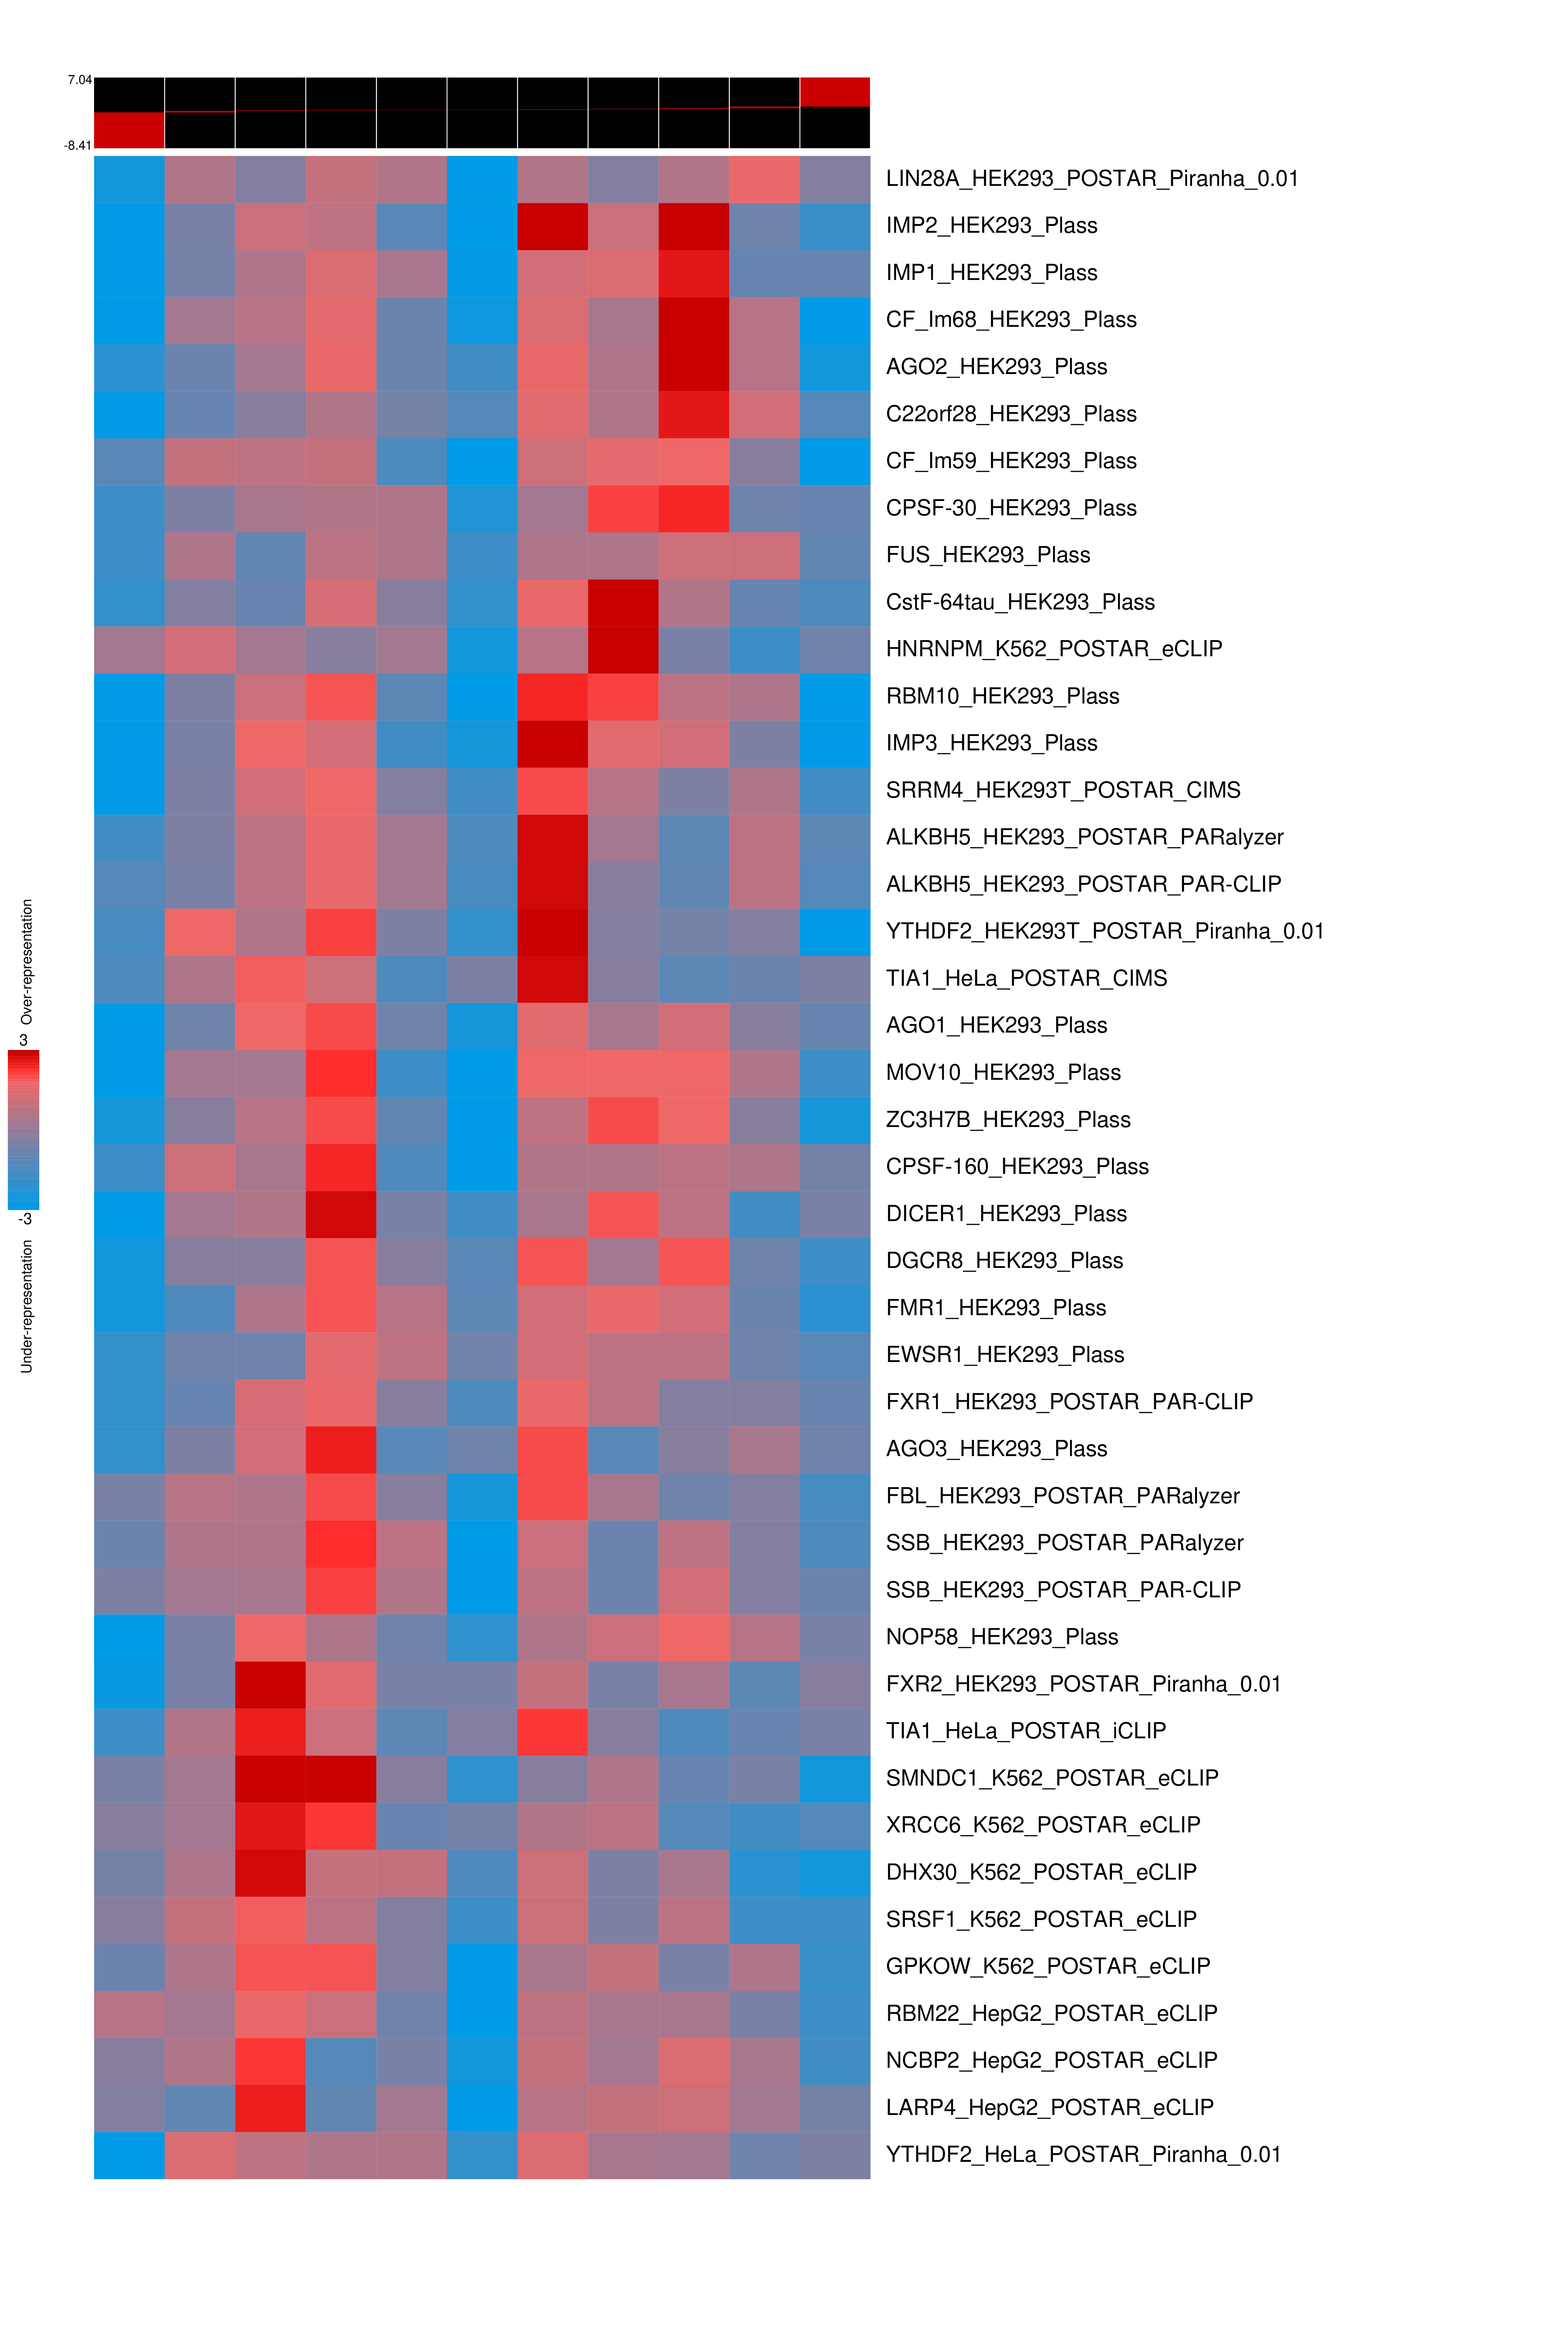 7.04
-8.41
LIN28A_HEK293_POSTAR_Piranha_0.01
IMP2_HEK293_Plass
IMP1_HEK293_Plass
CF_Im68_HEK293_Plass
AGO2_HEK293_Plass
C22orf28_HEK293_Plass
CF_Im59_HEK293_Plass
CPSF-30_HEK293_Plass
FUS_HEK293_Plass
CstF-64tau_HEK293_Plass
HNRNPM_K562_POSTAR_eCLIP
RBM10_HEK293_Plass
IMP3_HEK293_Plass
SRRM4_HEK293T_POSTAR_CIMS
ALKBH5_HEK293_POSTAR_PARalyzer
ALKBH5_HEK293_POSTAR_PAR-CLIP
YTHDF2_HEK293T_POSTAR_Piranha_0.01
TIA1_HeLa_POSTAR_CIMS
AGO1_HEK293_Plass
MOV10_HEK293_Plass
ZC3H7B_HEK293_Plass
CPSF-160_HEK293_Plass
DICER1_HEK293_Plass
DGCR8_HEK293_Plass
FMR1_HEK293_Plass
EWSR1_HEK293_Plass
FXR1_HEK293_POSTAR_PAR-CLIP
AGO3_HEK293_Plass
FBL_HEK293_POSTAR_PARalyzer
SSB_HEK293_POSTAR_PARalyzer
SSB_HEK293_POSTAR_PAR-CLIP
NOP58_HEK293_Plass
FXR2_HEK293_POSTAR_Piranha_0.01
TIA1_HeLa_POSTAR_iCLIP
SMNDC1_K562_POSTAR_eCLIP
XRCC6_K562_POSTAR_eCLIP
DHX30_K562_POSTAR_eCLIP
SRSF1_K562_POSTAR_eCLIP
GPKOW_K562_POSTAR_eCLIP
RBM22_HepG2_POSTAR_eCLIP
NCBP2_HepG2_POSTAR_eCLIP
LARP4_HepG2_POSTAR_eCLIP
YTHDF2_HeLa_POSTAR_Piranha_0.01
Over-representation
3
-3
Under-representation